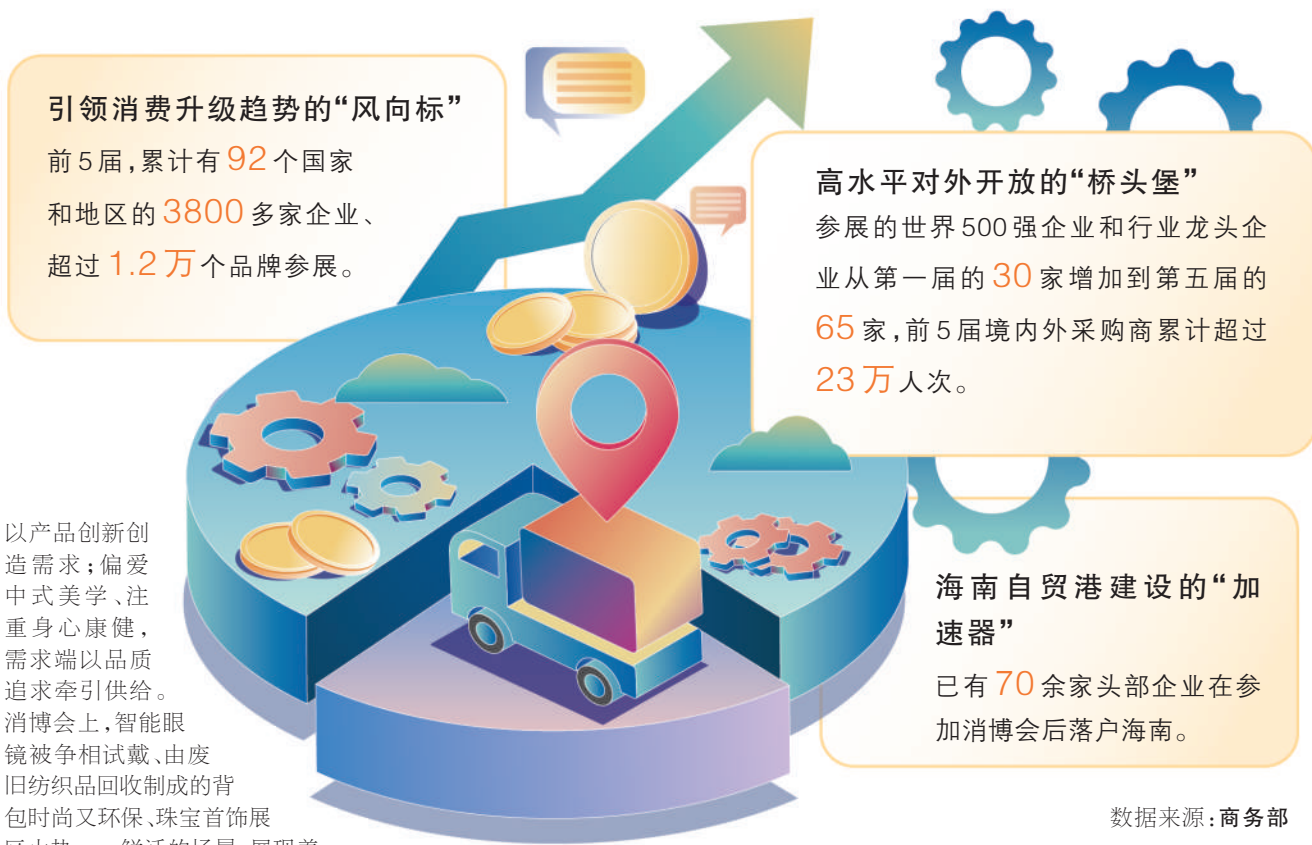 引领消费升级趋势的“风向标”
前5届,累计有92个国家
和地区的3800多家企业、
超过1.2万个品牌参展。
高水平对外开放的“桥头堡”
参展的世界500强企业和行业龙头企
业从第一届的30家增加到第五届的
65家,前5届境内外采购商累计超过
23万人次。
海南自贸港建设的“加
速器”
已有70余家头部企业在参
加消博会后落户海南。
以产品创新创
造需求;偏爱
中式美学、注
重身心康健,
需求端以品质
追求牵引供给。
消博会上,智能眼
镜被争相试戴、由废
旧纺织品回收制成的背
包时尚又环保、珠宝首饰展
数据来源:商务部